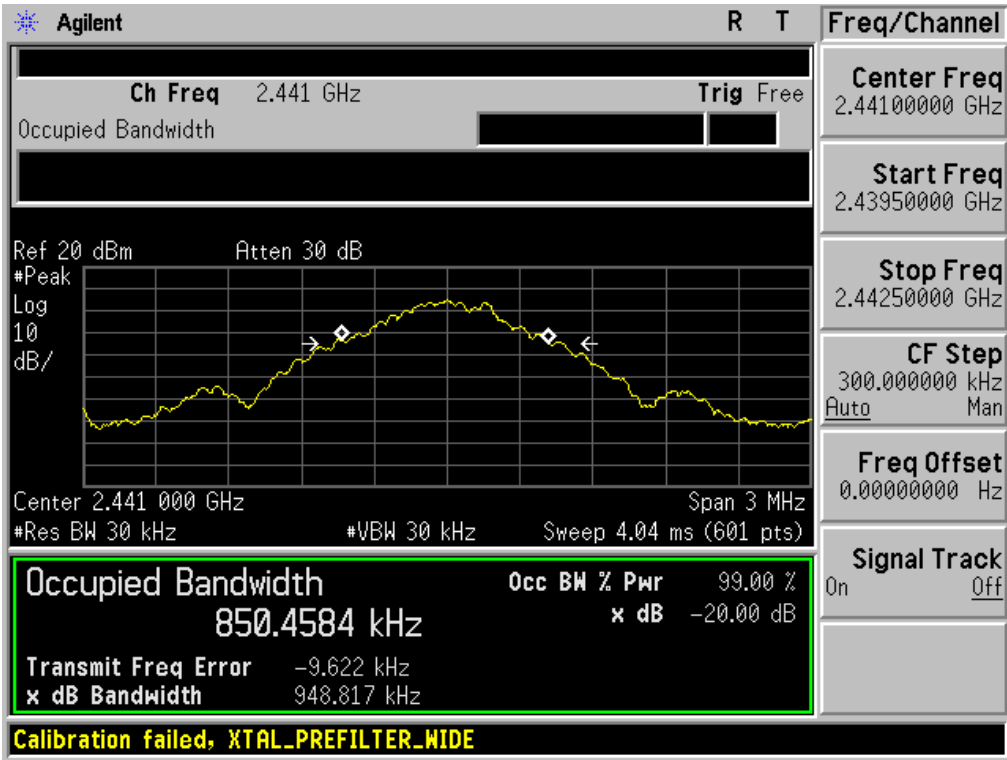 Agilent R T Freq/Channel
Ch Freq 2.441 GHz Trig Free
Occupied Bandwidth
Center Freq
2.44100000 GHz
Start Freq
2.43950000 GHz
Stop Freq
2.44250000 GHz
CF Step
300.000000 kHz
Auto Man
Freq Offset
0.00000000 Hz
Signal Track
On Off
Ref 20 dBm Atten 30 dB
#Peak
Log
10
dB/
Center 2.441 000 GHz Span 3 MHz
#Res BW 30 kHz #VBW 30 kHz Sweep 4.04 ms (601 pts)
Occupied Bandwidth Occ BW % Pwr 99.00 %
850.4584 kHz x dB -20.00 dB
Transmit Freq Error -9.622 kHz
x dB Bandwidth 948.817 kHz
Calibration failed, XTAL_PREFILTER_WIDE